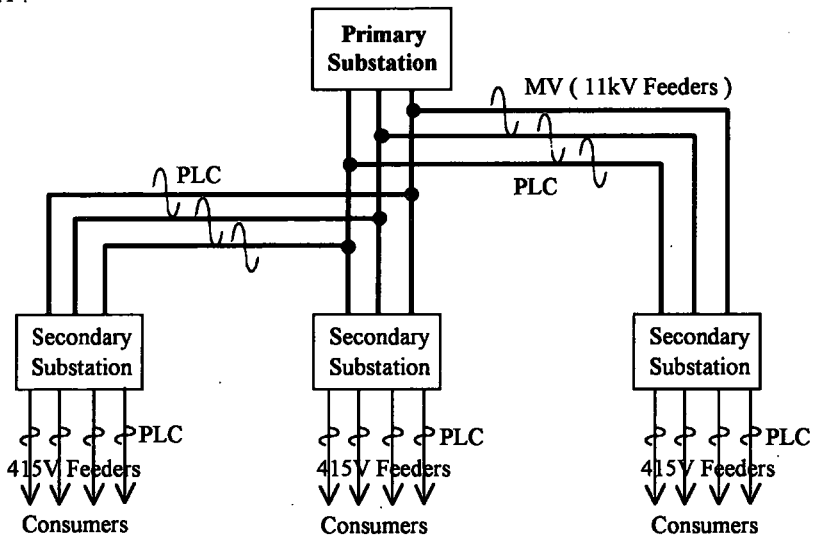 Primary
Substation
MV ( 11kV Feeders )
PLC
PLC
Secondary
Substation
Secondary
Substation
Secondary
Substation
PLC
PLC
PLC
415V Feeders
415V Feeders
415V Feeders
Consumers
Consumers
Consumers